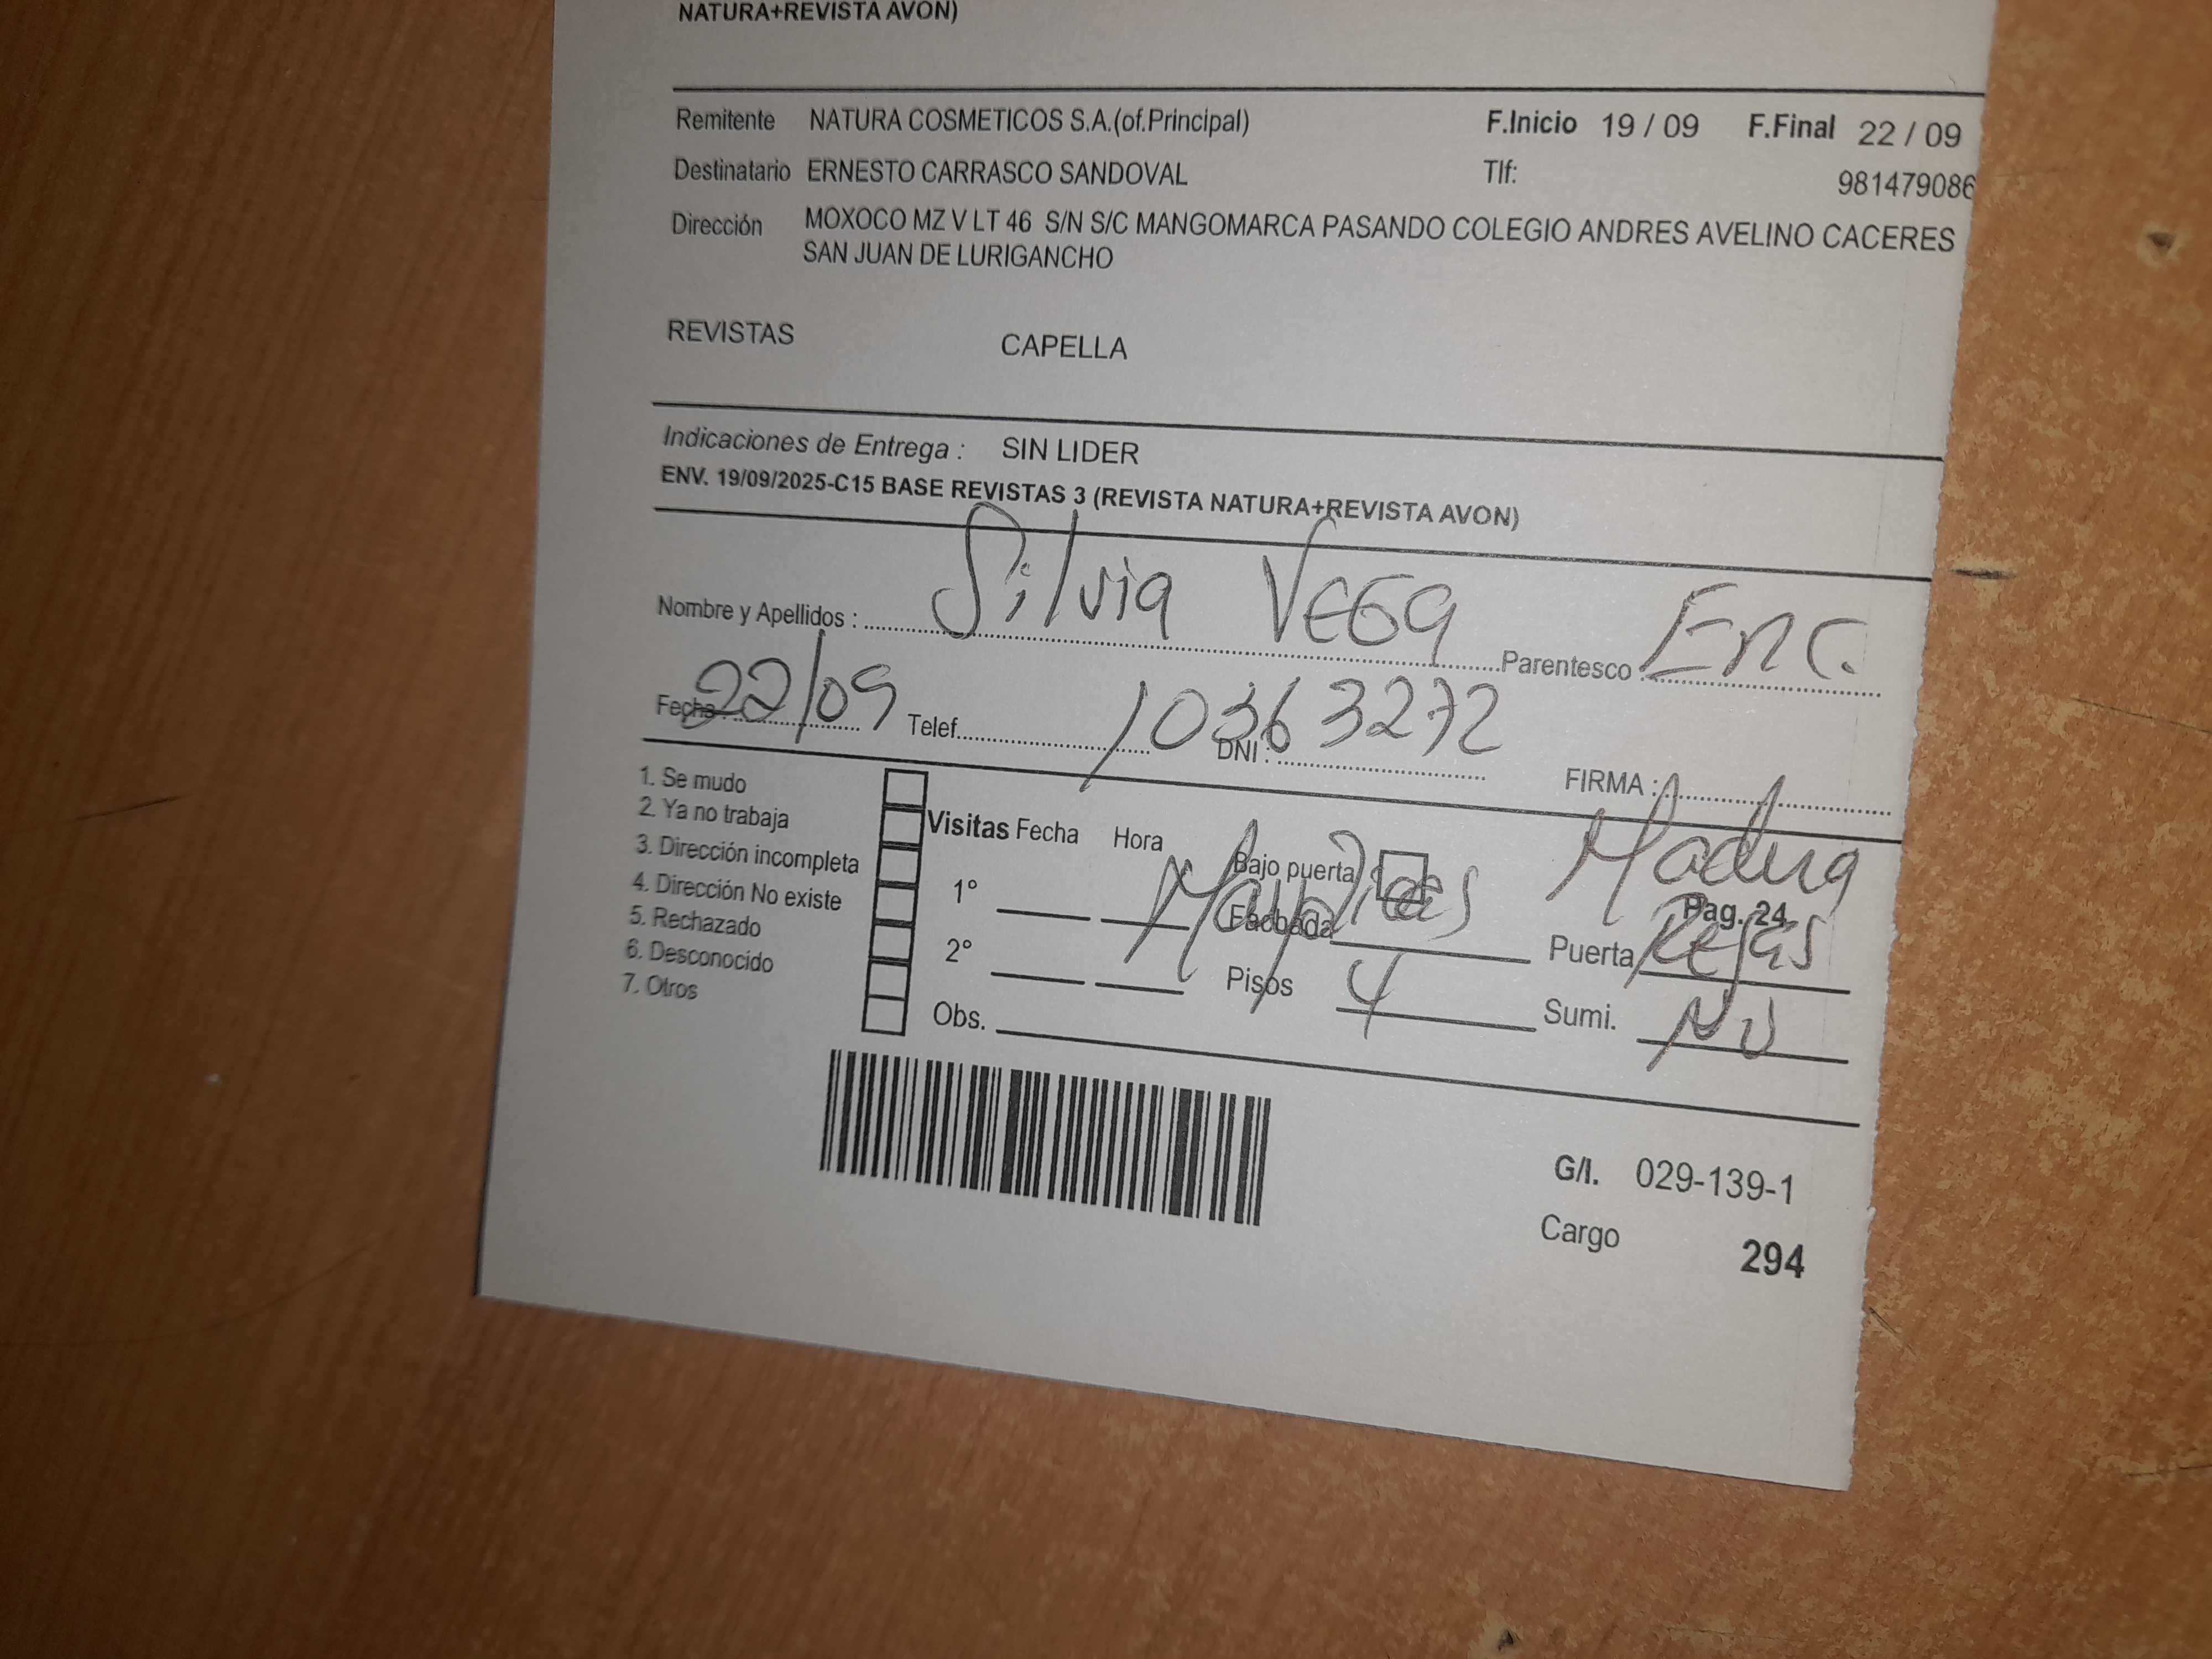 NATURA+REVISTA AVON)
Remitente NATURA COSMETICOS S.A.(of.Principal) F.Inicio 19 / 09 F.Final 22 / 09
Destinatario ERNESTO CARRASCO SANDOVAL Tlf: 981479086
Dirección MOXOCO MZ V LT 46 S/N S/C MANGOMARCA PASANDO COLEGIO ANDRES AVELINO CACERES
SAN JUAN DE LURIGANCHO
REVISTAS CAPELLA
Indicaciones de Entrega : SIN LIDER
ENV. 19/09/2025-C15 BASE REVISTAS 3 (REVISTA NATURA+REVISTA AVON)
Nombre y Apellidos : Silvia VEGA Parentesco : Enc.
Fecha : 22/09 Telef. DNI : 10363272 FIRMA :
1. Se mudo
2. Ya no trabaja
3. Dirección incompleta
4. Dirección No existe
5. Rechazado
6. Desconocido
7. Otros
Visitas Fecha Hora Bajo puerta Madera
1° Fachada Mayolicas Pag. 24
2° Pisos 4 Puerta Rejas
Obs. Sumi. NO
G/I. 029-139-1
Cargo 294